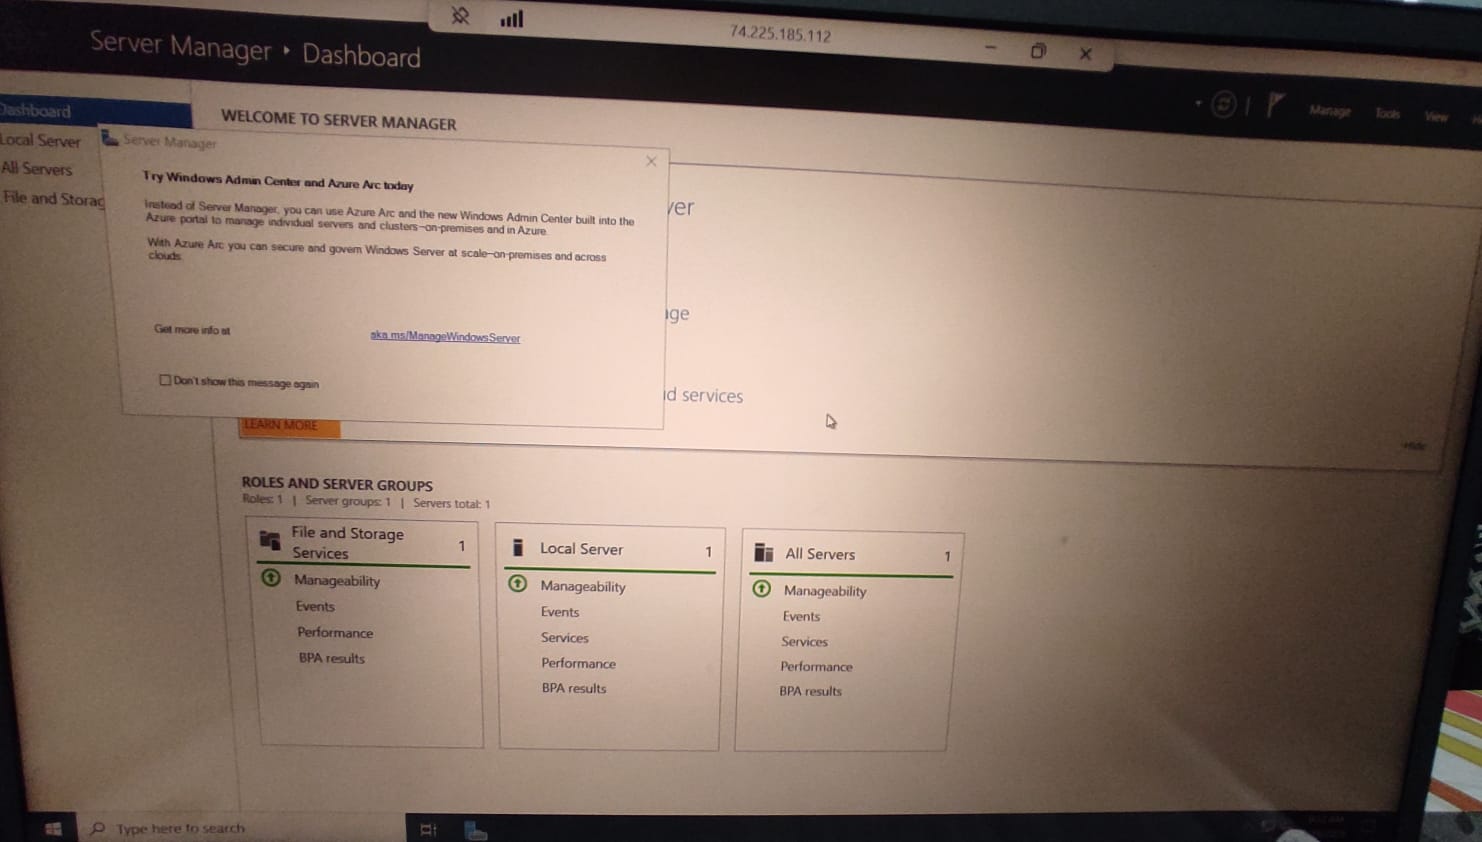 74.225.185.112
Server Manager ‣ Dashboard
Manage Tools View
Dashboard
Local Server
All Servers
File and Storag
WELCOME TO SERVER MANAGER
Server Manager
Try Windows Admin Center and Azure Arc today
Instead of Server Manager, you can use Azure Arc and the new Windows Admin Center built into the
Azure portal to manage individual servers and clusters–on-premises and in Azure.
With Azure Arc you can secure and govern Windows Server at scale–on-premises and across
clouds.
Get more info at aka.ms/ManageWindowsServer
Don't show this message again
ver
age
nd services
LEARN MORE
Hide
ROLES AND SERVER GROUPS
Roles: 1 | Server groups: 1 | Servers total: 1
File and Storage
Services
1
Manageability
Events
Performance
BPA results
Local Server 1
Manageability
Events
Services
Performance
BPA results
All Servers 1
Manageability
Events
Services
Performance
BPA results
Type here to search